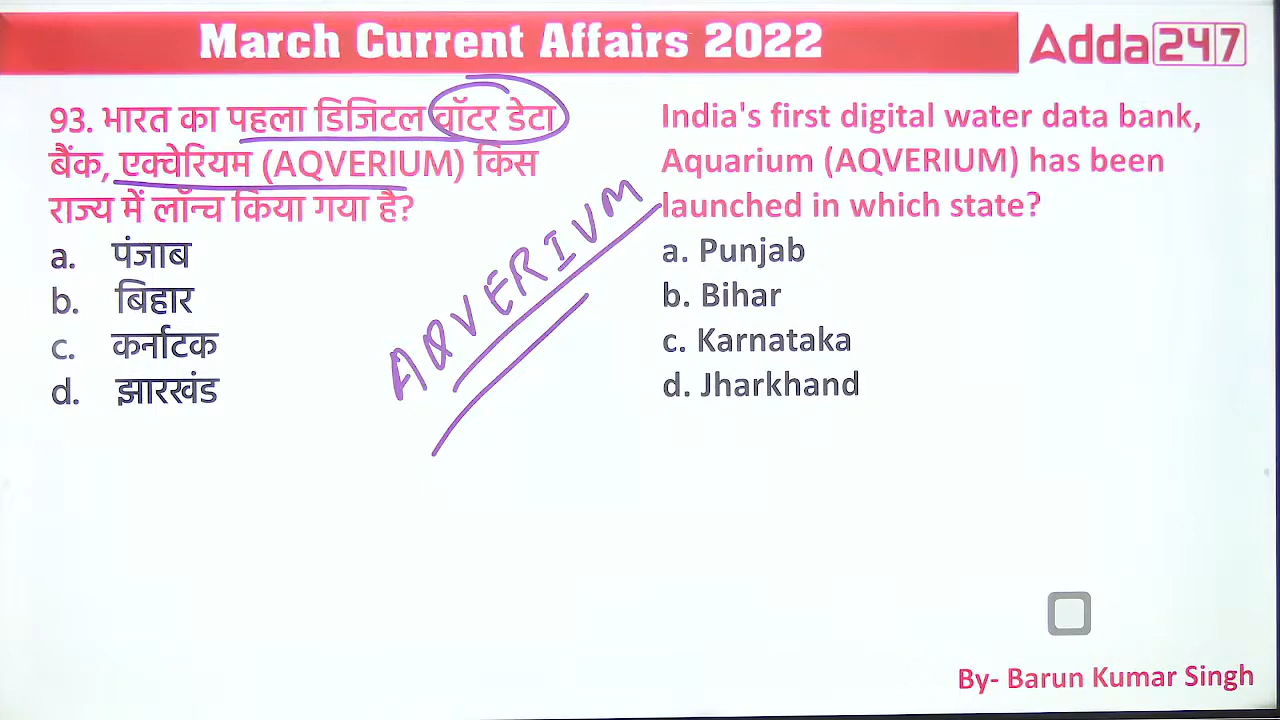 March Current Affairs 2022
Adda247
93. भारत का पहला डिजिटल वॉटर डेटा
बैंक, एक्वेरियम (AQVERIUM) किस
राज्य में लॉन्च किया गया है?
a. पंजाब
b. बिहार
c. कर्नाटक
d. झारखंड
AQVERIUM
India's first digital water data bank,
Aquarium (AQVERIUM) has been
launched in which state?
a. Punjab
b. Bihar
c. Karnataka
d. Jharkhand
By- Barun Kumar Singh